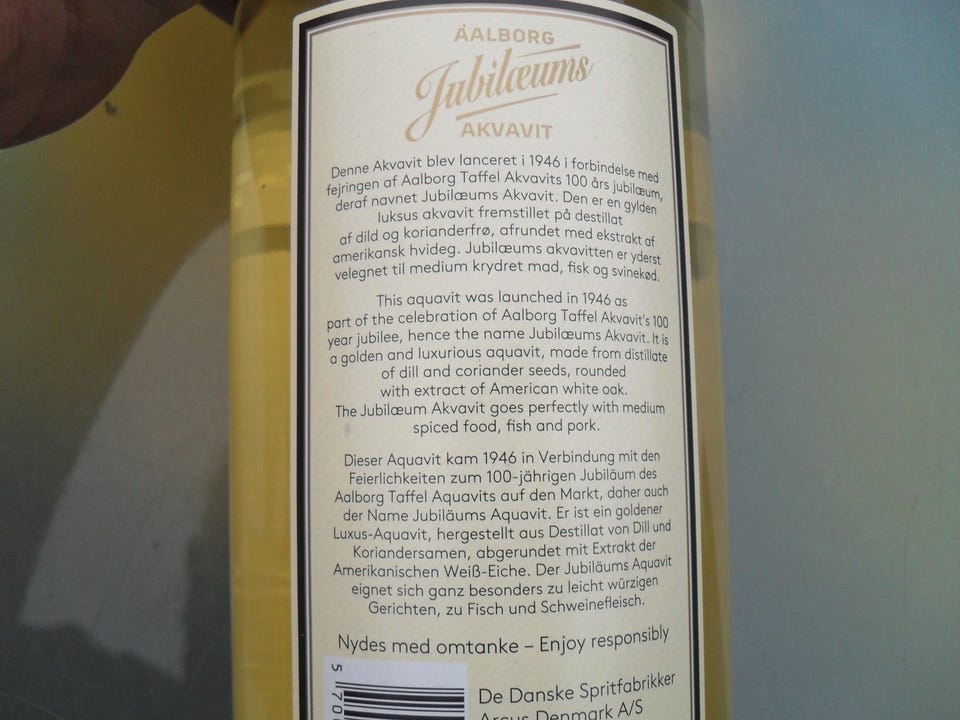 AALBORG
Jubilæums
AKVAVIT
Denne Akvavit blev lanceret i 1946 i forbindelse med
fejringen af Aalborg Taffel Akvavits 100 års jubilæum,
deraf navnet Jubilæums Akvavit. Den er en gylden
luksus akvavit fremstillet på destillat
af dild og korianderfrø, afrundet med ekstrakt af
amerikansk hvideg. Jubilæums akvavitten er yderst
velegnet til medium krydret mad, fisk og svinekød.
This aquavit was launched in 1946 as
part of the celebration of Aalborg Taffel Akvavit's 100
year jubilee, hence the name Jubilæums Akvavit. It is
a golden and luxurious aquavit, made from distillate
of dill and coriander seeds, rounded
with extract of American white oak.
The Jubilæum Akvavit goes perfectly with medium
spiced food, fish and pork.
Dieser Aquavit kam 1946 in Verbindung mit den
Feierlichkeiten zum 100-jährigen Jubiläum des
Aalborg Taffel Aquavits auf den Markt, daher auch
der Name Jubiläums Aquavit. Er ist ein goldener
Luxus-Aquavit, hergestellt aus Destillat von Dill und
Koriandersamen, abgerundet mit Extrakt der
Amerikanischen Weiß-Eiche. Der Jubiläums Aquavit
eignet sich ganz besonders zu leicht würzigen
Gerichten, zu Fisch und Schweinefleisch.
Nydes med omtanke – Enjoy responsibly
De Danske Spritfabrikker
Arcus Denmark A/S
5 70